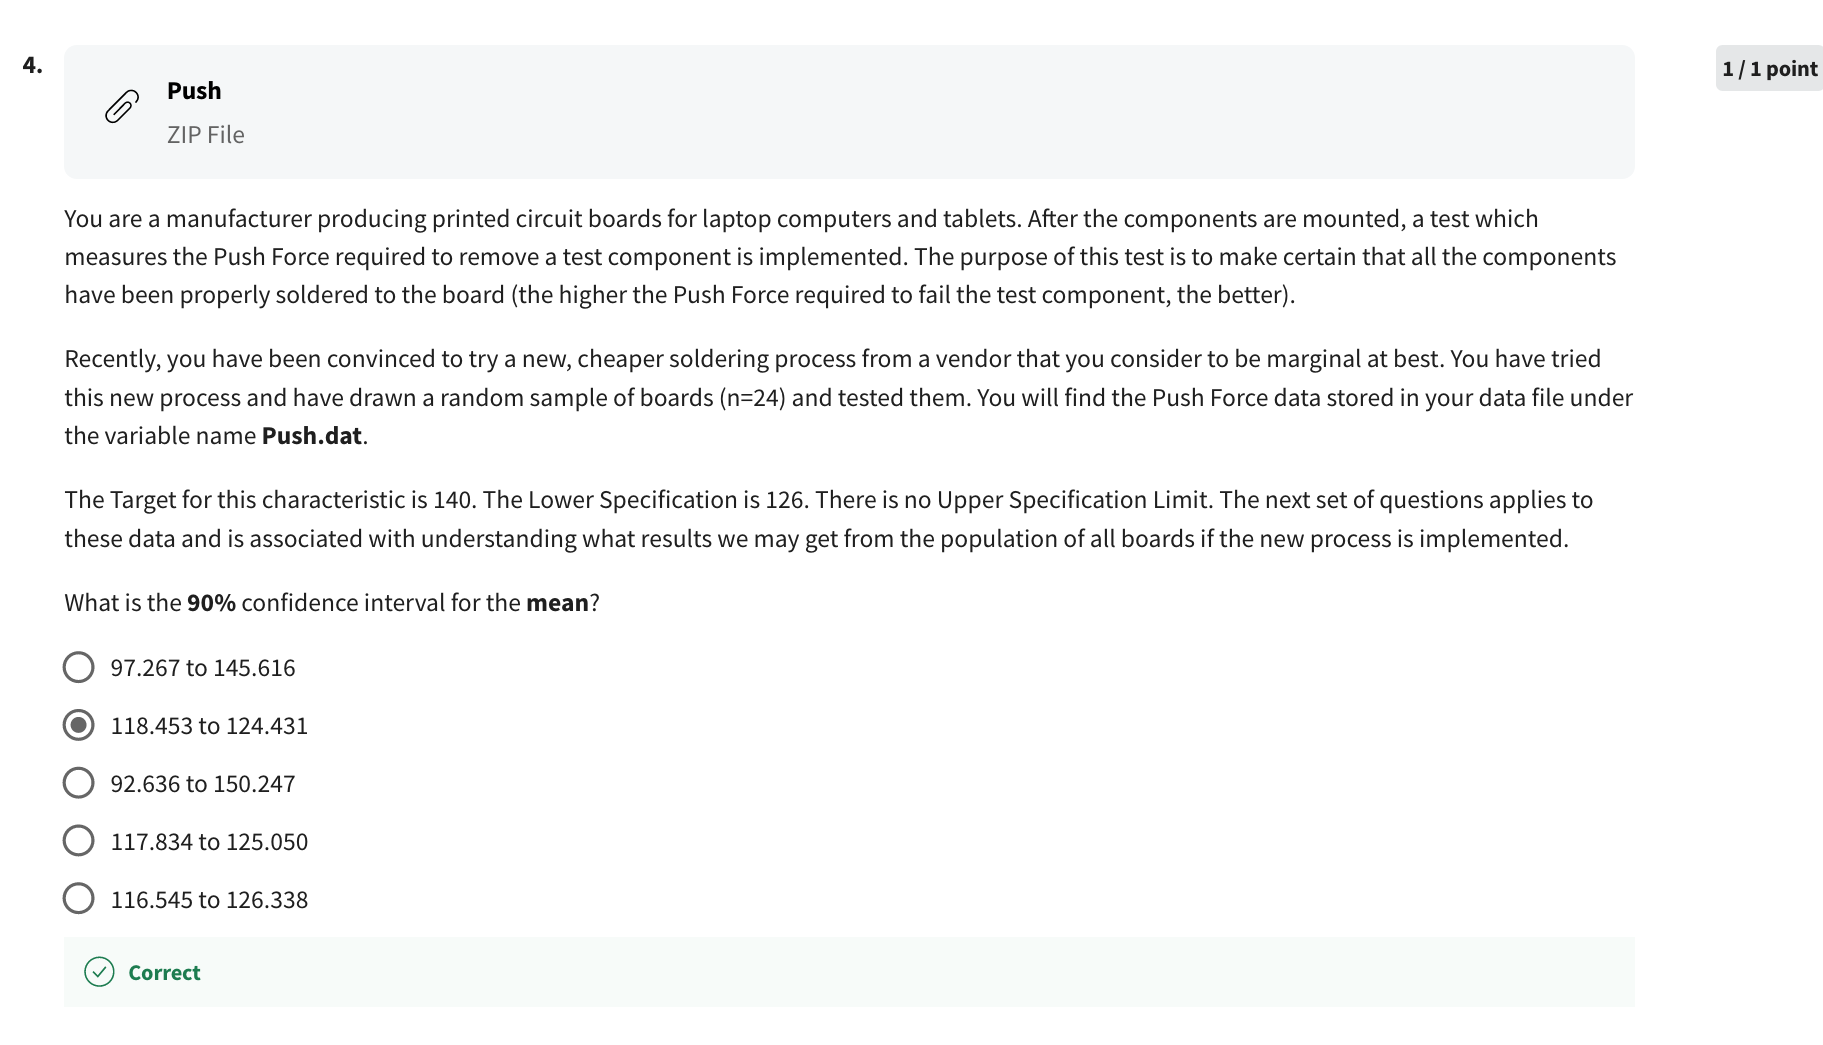 4.
Push
ZIP File
1 / 1 point
You are a manufacturer producing printed circuit boards for laptop computers and tablets. After the components are mounted, a test which
measures the Push Force required to remove a test component is implemented. The purpose of this test is to make certain that all the components
have been properly soldered to the board (the higher the Push Force required to fail the test component, the better).
Recently, you have been convinced to try a new, cheaper soldering process from a vendor that you consider to be marginal at best. You have tried
this new process and have drawn a random sample of boards (n=24) and tested them. You will find the Push Force data stored in your data file under
the variable name Push.dat.
The Target for this characteristic is 140. The Lower Specification is 126. There is no Upper Specification Limit. The next set of questions applies to
these data and is associated with understanding what results we may get from the population of all boards if the new process is implemented.
What is the 90% confidence interval for the mean?
97.267 to 145.616
118.453 to 124.431
92.636 to 150.247
117.834 to 125.050
116.545 to 126.338
Correct